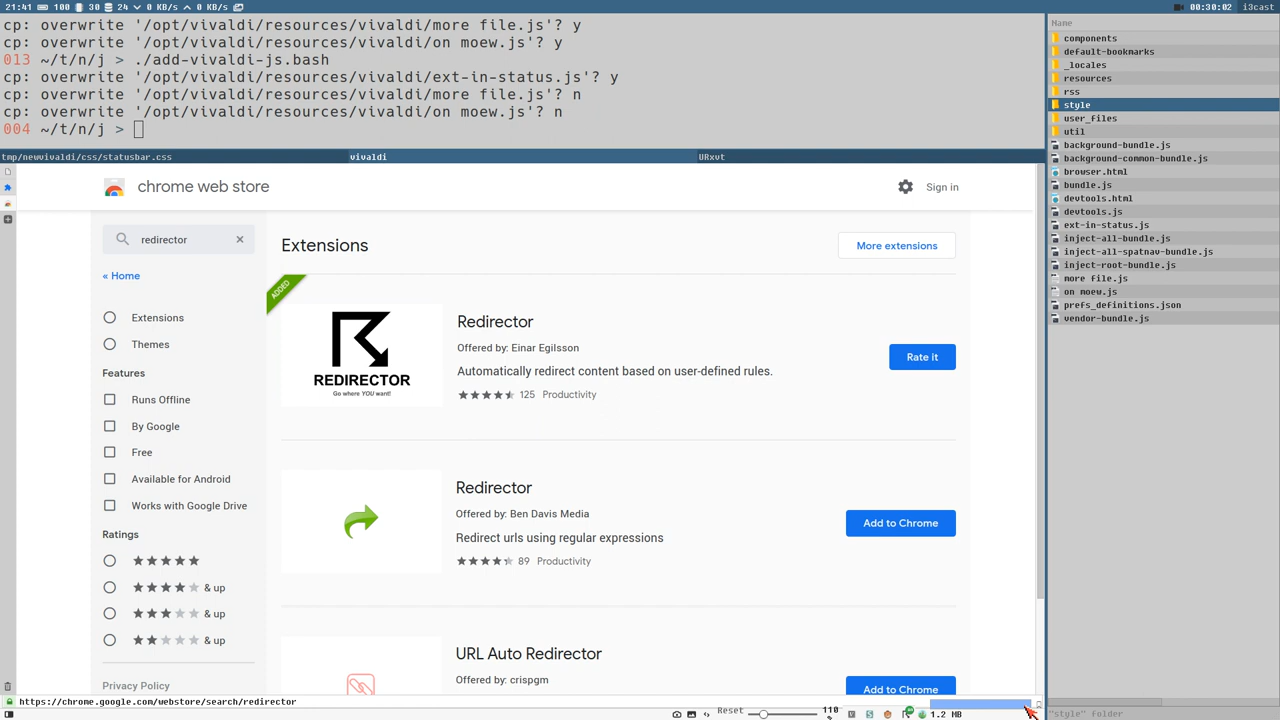 21:41 100 30 24 0 KB/s 0 KB/s
00:30:02 i3cast
cp: overwrite '/opt/vivaldi/resources/vivaldi/more file.js'? y
cp: overwrite '/opt/vivaldi/resources/vivaldi/on moew.js'? y
013 ~/t/n/j > ./add-vivaldi-js.bash
cp: overwrite '/opt/vivaldi/resources/vivaldi/ext-in-status.js'? y
cp: overwrite '/opt/vivaldi/resources/vivaldi/more file.js'? n
cp: overwrite '/opt/vivaldi/resources/vivaldi/on moew.js'? n
004 ~/t/n/j >
tmp/newvivaldi/css/statusbar.css
vivaldi
URxvt
chrome web store
Sign in
redirector
« Home
Extensions
Themes
Features
Runs Offline
By Google
Free
Available for Android
Works with Google Drive
Ratings
& up
& up
& up
Privacy Policy
Extensions
More extensions
ADDED
REDIRECTOR
Go where YOU want!
Redirector
Offered by: Einar Egilsson
Automatically redirect content based on user-defined rules.
125 Productivity
Rate it
Redirector
Offered by: Ben Davis Media
Redirect urls using regular expressions
89 Productivity
Add to Chrome
URL Auto Redirector
Offered by: crispgm
Add to Chrome
https://chrome.google.com/webstore/search/redirector
Reset
110 %
1.2 MB
Name
components
default-bookmarks
_locales
resources
rss
style
user_files
util
background-bundle.js
background-common-bundle.js
browser.html
bundle.js
devtools.html
devtools.js
ext-in-status.js
inject-all-bundle.js
inject-all-spatnav-bundle.js
inject-root-bundle.js
more file.js
on moew.js
prefs_definitions.json
vendor-bundle.js
"style" folder